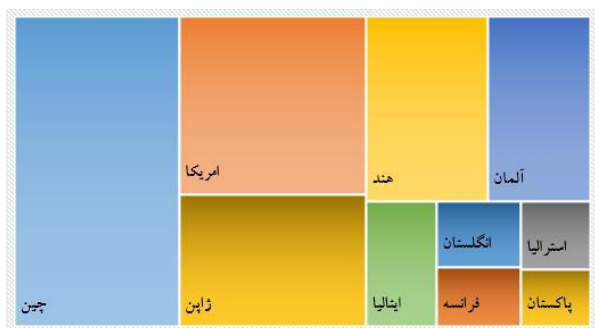 امریکا
هند
آلمان
انگلستان
استرالیا
چین
ژاپن
ایتالیا
فرانسه
پاکستان